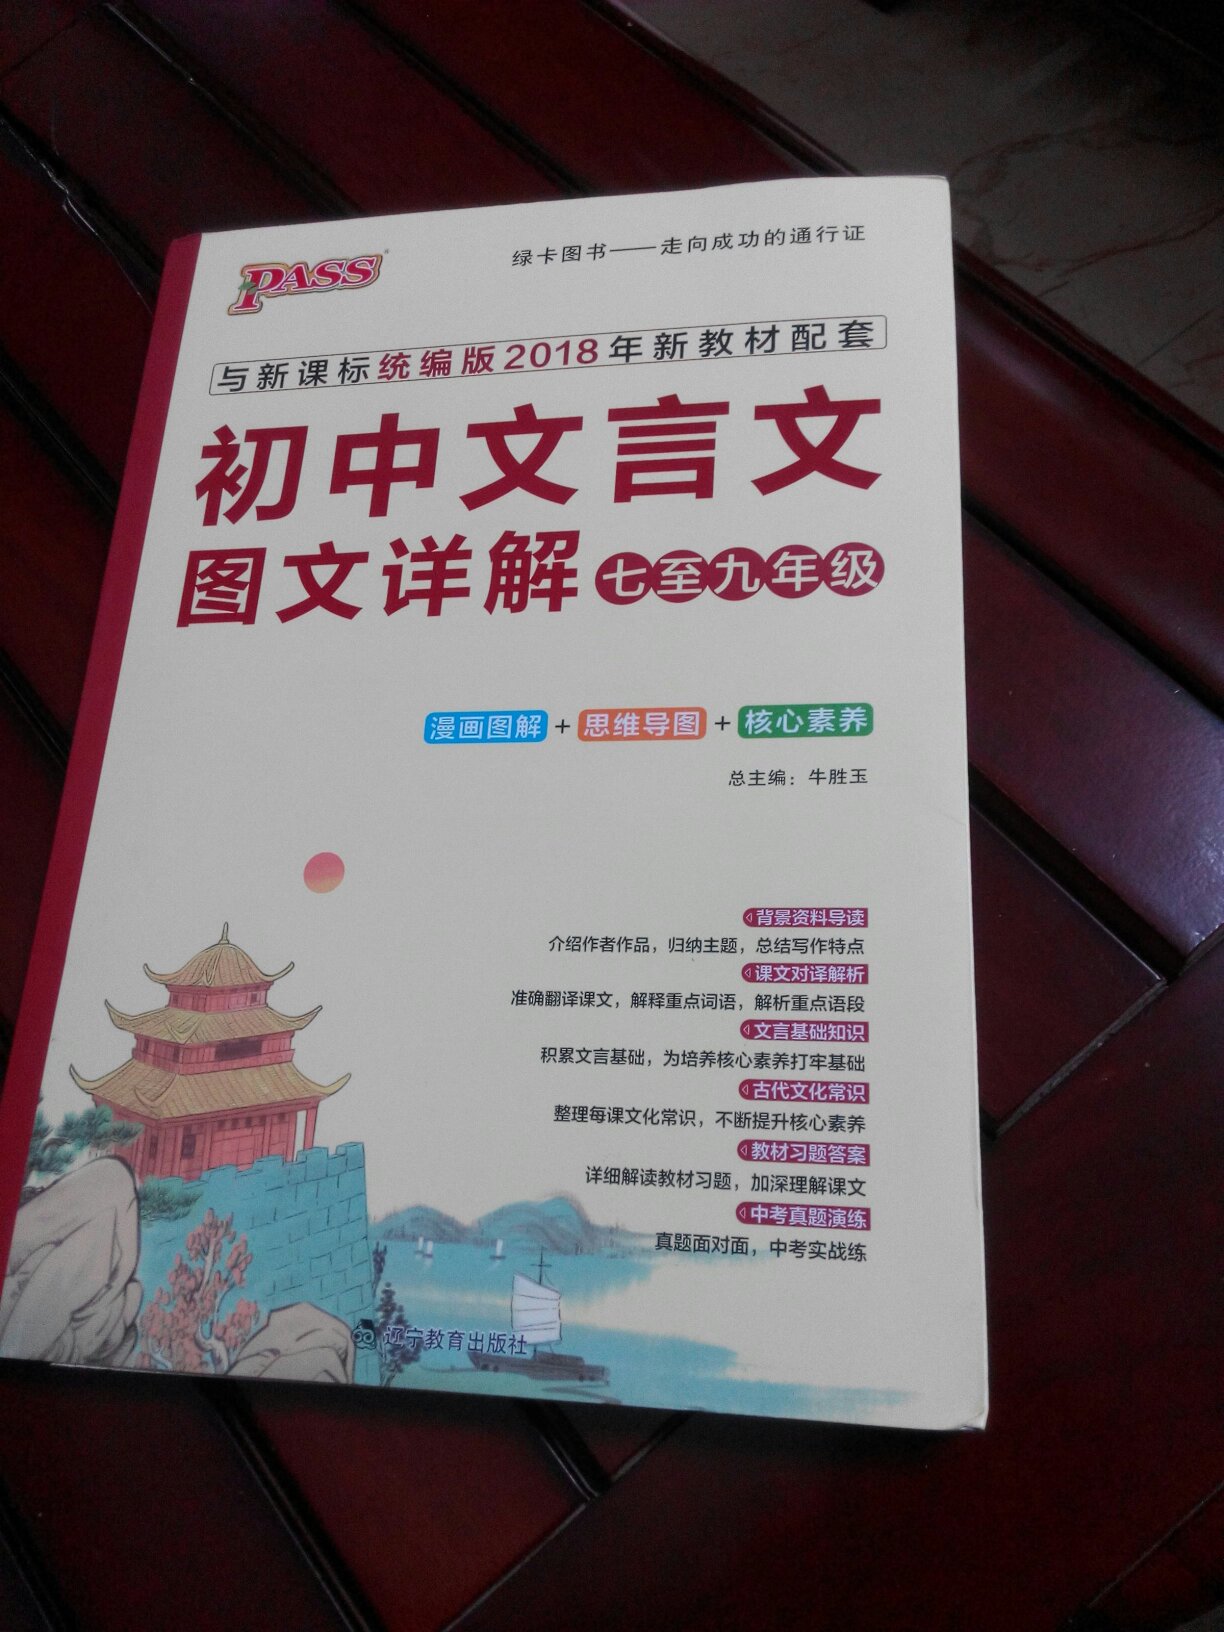 PASS
绿卡图书——走向成功的通行证
与新课标统编版2018年新教材配套
初中文言文
图文详解 七至九年级
漫画图解+思维导图+核心素养
总主编：牛胜玉
背景资料导读
介绍作者作品，归纳主题，总结写作特点
课文对译解析
准确翻译课文，解释重点词语，解析重点语段
文言基础知识
积累文言基础，为培养核心素养打牢基础
古代文化常识
整理每课文化常识，不断提升核心素养
教材习题答案
详细解读教材习题，加深理解课文
中考真题演练
真题面对面，中考实战练
辽宁教育出版社